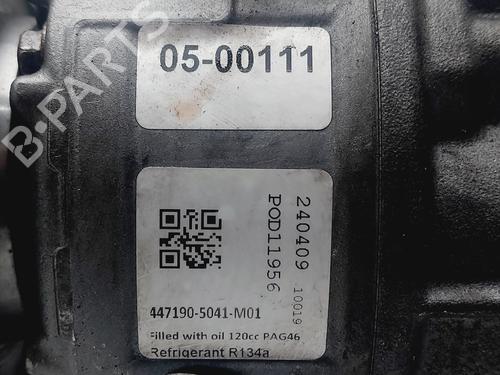 B-PARTS
05-00111
240409 10019
POD11956
447190-5041-M01
Filled with oil 120cc PAG46
Refrigerant R134a